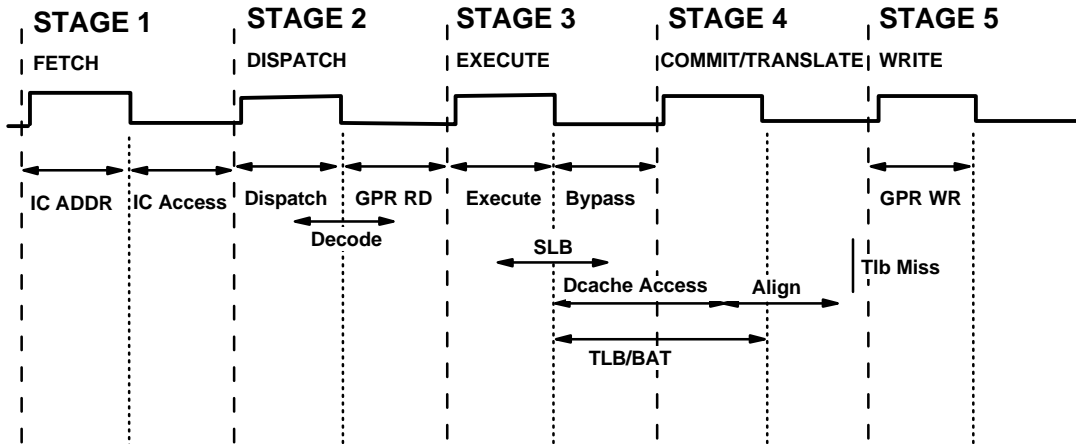 STAGE 1 STAGE 2 STAGE 3 STAGE 4 STAGE 5
FETCH DISPATCH EXECUTE COMMIT/TRANSLATE WRITE
IC ADDR IC Access Dispatch GPR RD Execute Bypass GPR WR
Decode
SLB
Tlb Miss
Dcache Access Align
TLB/BAT